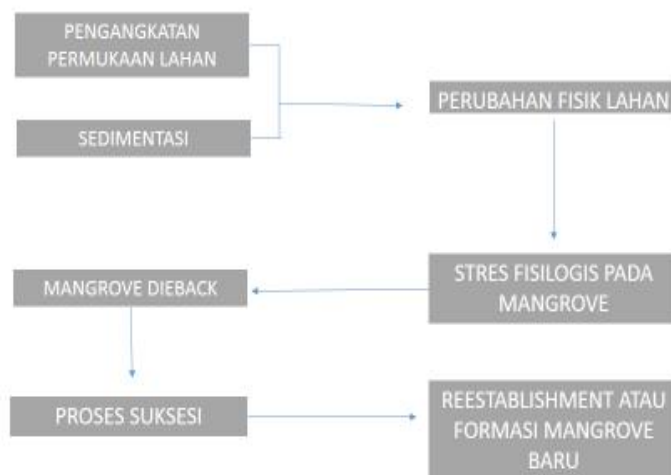 PENGANGKATAN
PERMUKAAN LAHAN
SEDIMENTASI
PERUBAHAN FISIK LAHAN
STRES FISILOGIS PADA
MANGROVE
MANGROVE DIEBACK
PROSES SUKSESI
REESTABLISHMENT ATAU
FORMASI MANGROVE
BARU